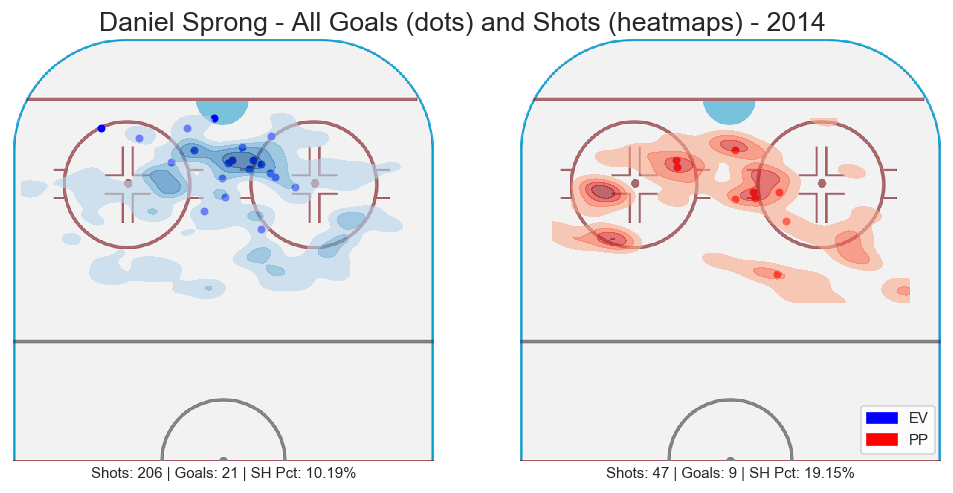 Daniel Sprong - All Goals (dots) and Shots (heatmaps) - 2014
EV
PP
Shots: 206 | Goals: 21 | SH Pct: 10.19%
Shots: 47 | Goals: 9 | SH Pct: 19.15%